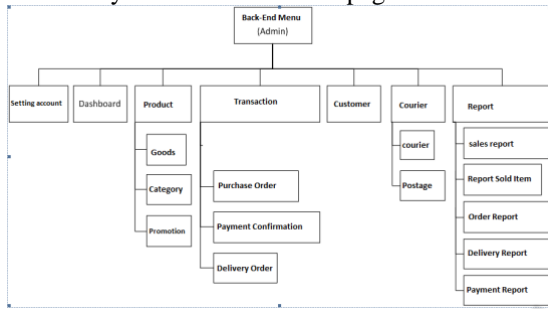 Back-End Menu
(Admin)
Setting account
Dashboard
Product
Transaction
Customer
Courier
Report
Goods
Category
Promotion
Purchase Order
Payment Confirmation
Delivery Order
courier
Postage
sales report
Report Sold Item
Order Report
Delivery Report
Payment Report